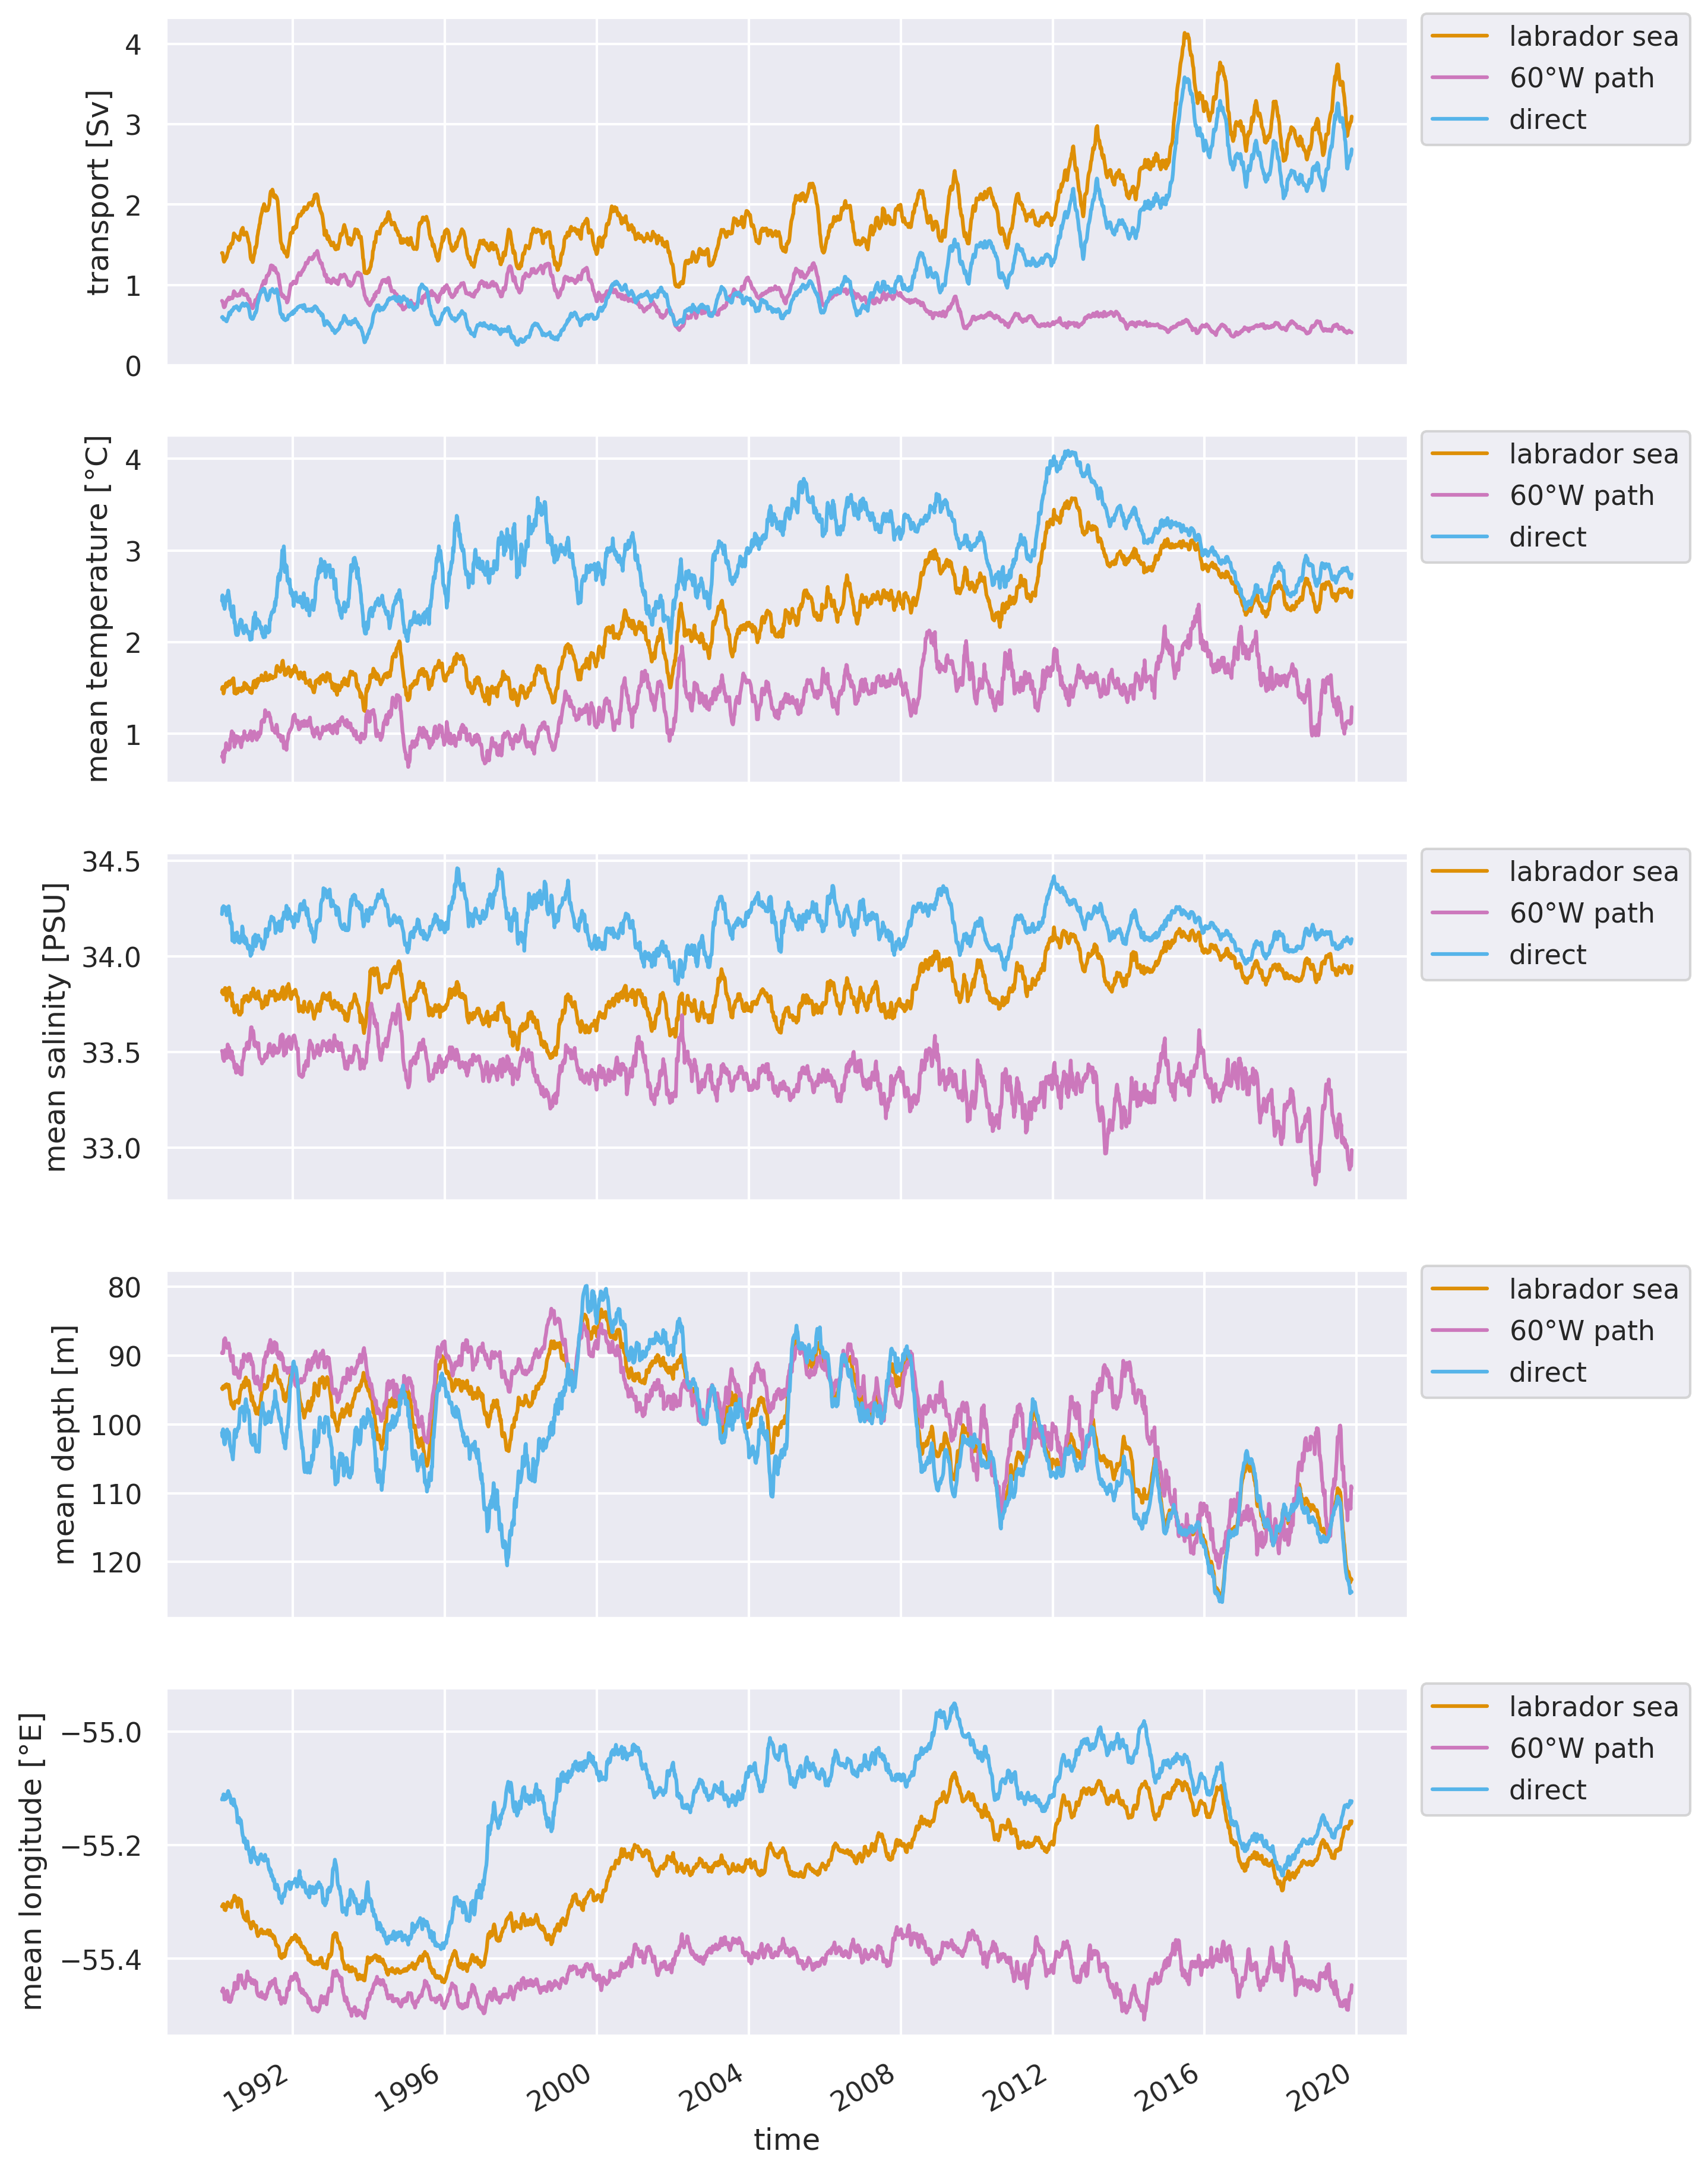 transport [Sv]
4
3
2
1
0
labrador sea
60°W path
direct
mean temperature [°C]
4
3
2
1
labrador sea
60°W path
direct
mean salinity [PSU]
34.5
34.0
33.5
33.0
labrador sea
60°W path
direct
mean depth [m]
80
90
100
110
120
labrador sea
60°W path
direct
mean longitude [°E]
−55.0
−55.2
−55.4
labrador sea
60°W path
direct
1992
1996
2000
2004
2008
2012
2016
2020
time